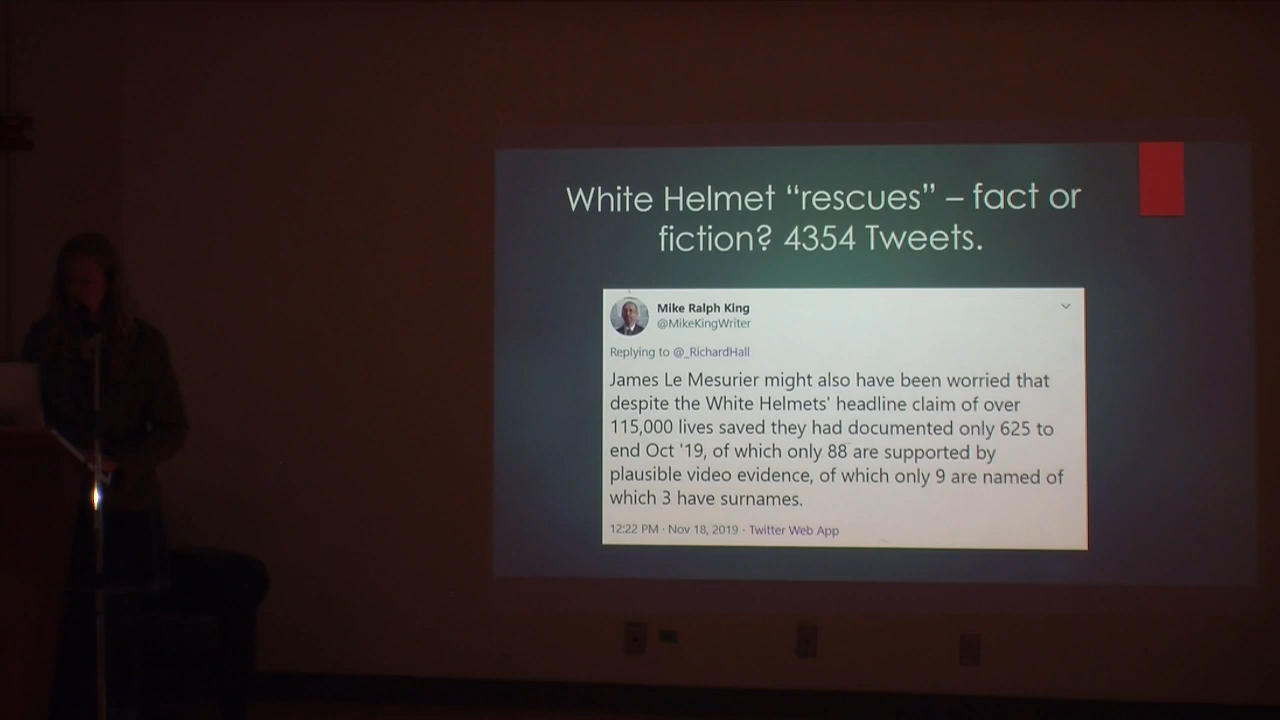 White Helmet “rescues” – fact or
fiction? 4354 Tweets.
Mike Ralph King
@MikeKingWriter
Replying to @_RichardHall
James Le Mesurier might also have been worried that
despite the White Helmets' headline claim of over
115,000 lives saved they had documented only 625 to
end Oct '19, of which only 88 are supported by
plausible video evidence, of which only 9 are named of
which 3 have surnames.
12:22 PM · Nov 18, 2019 · Twitter Web App